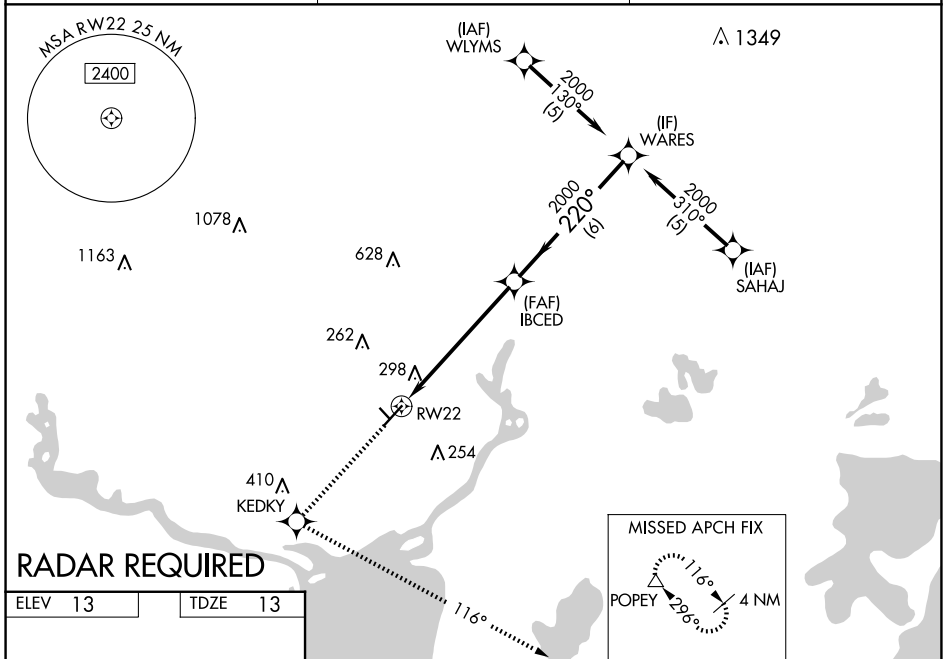 MSA RW22 25 NM
2400
(IAF)
WLYMS
1349
2000
130°
(5)
(IF)
WARES
2000
220°
(6)
2000
310°
(5)
(IAF)
SAHAJ
1078
1163
628
(FAF)
IBCED
262
298
RW22
254
410
KEDKY
RADAR REQUIRED
ELEV 13
TDZE 13
116°
MISSED APCH FIX
POPEY
116°
296°
4 NM